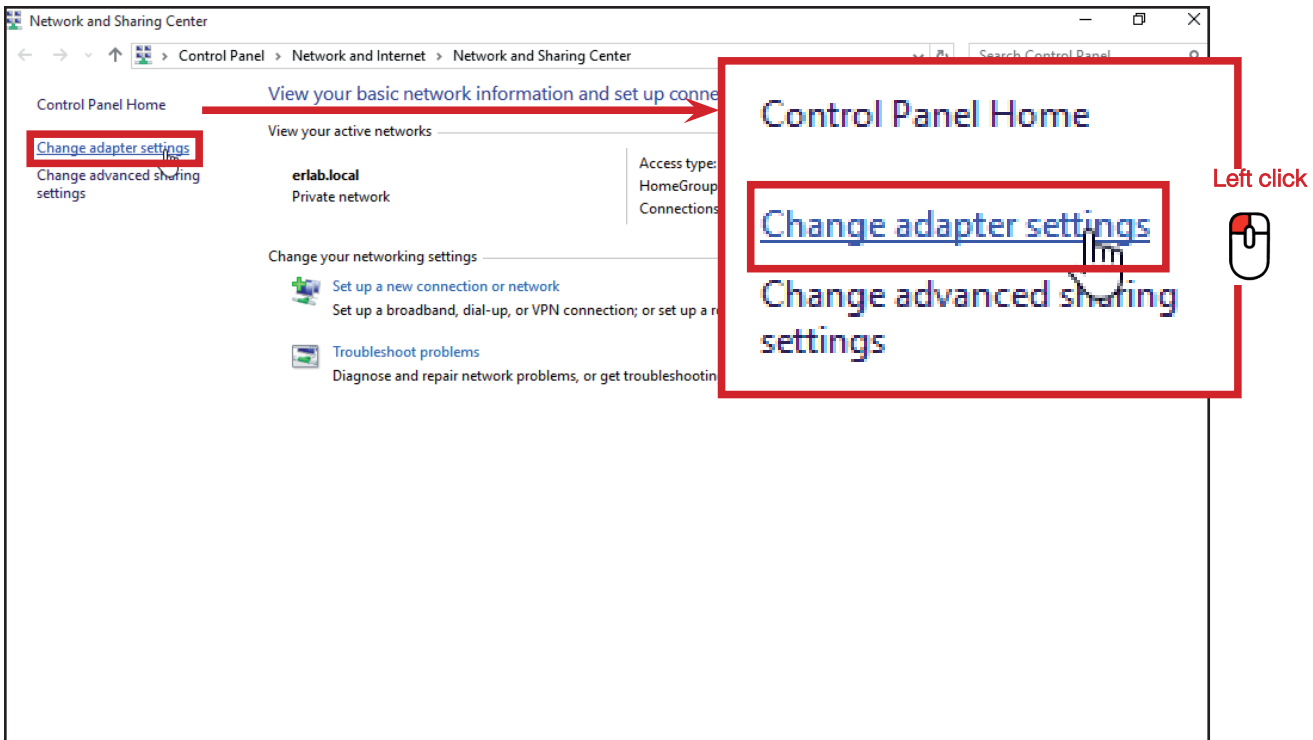 Network and Sharing Center
Control Panel > Network and Internet > Network and Sharing Center
Search Control Panel
Control Panel Home
Change adapter settings
Change advanced sharing
settings
View your basic network information and set up conne
View your active networks
erlab.local
Private network
Access type:
HomeGroup
Connections
Change your networking settings
Set up a new connection or network
Set up a broadband, dial-up, or VPN connection; or set up a
Troubleshoot problems
Diagnose and repair network problems, or get troubleshootin
Control Panel Home
Change adapter settings
Change advanced sharing
settings
Left click